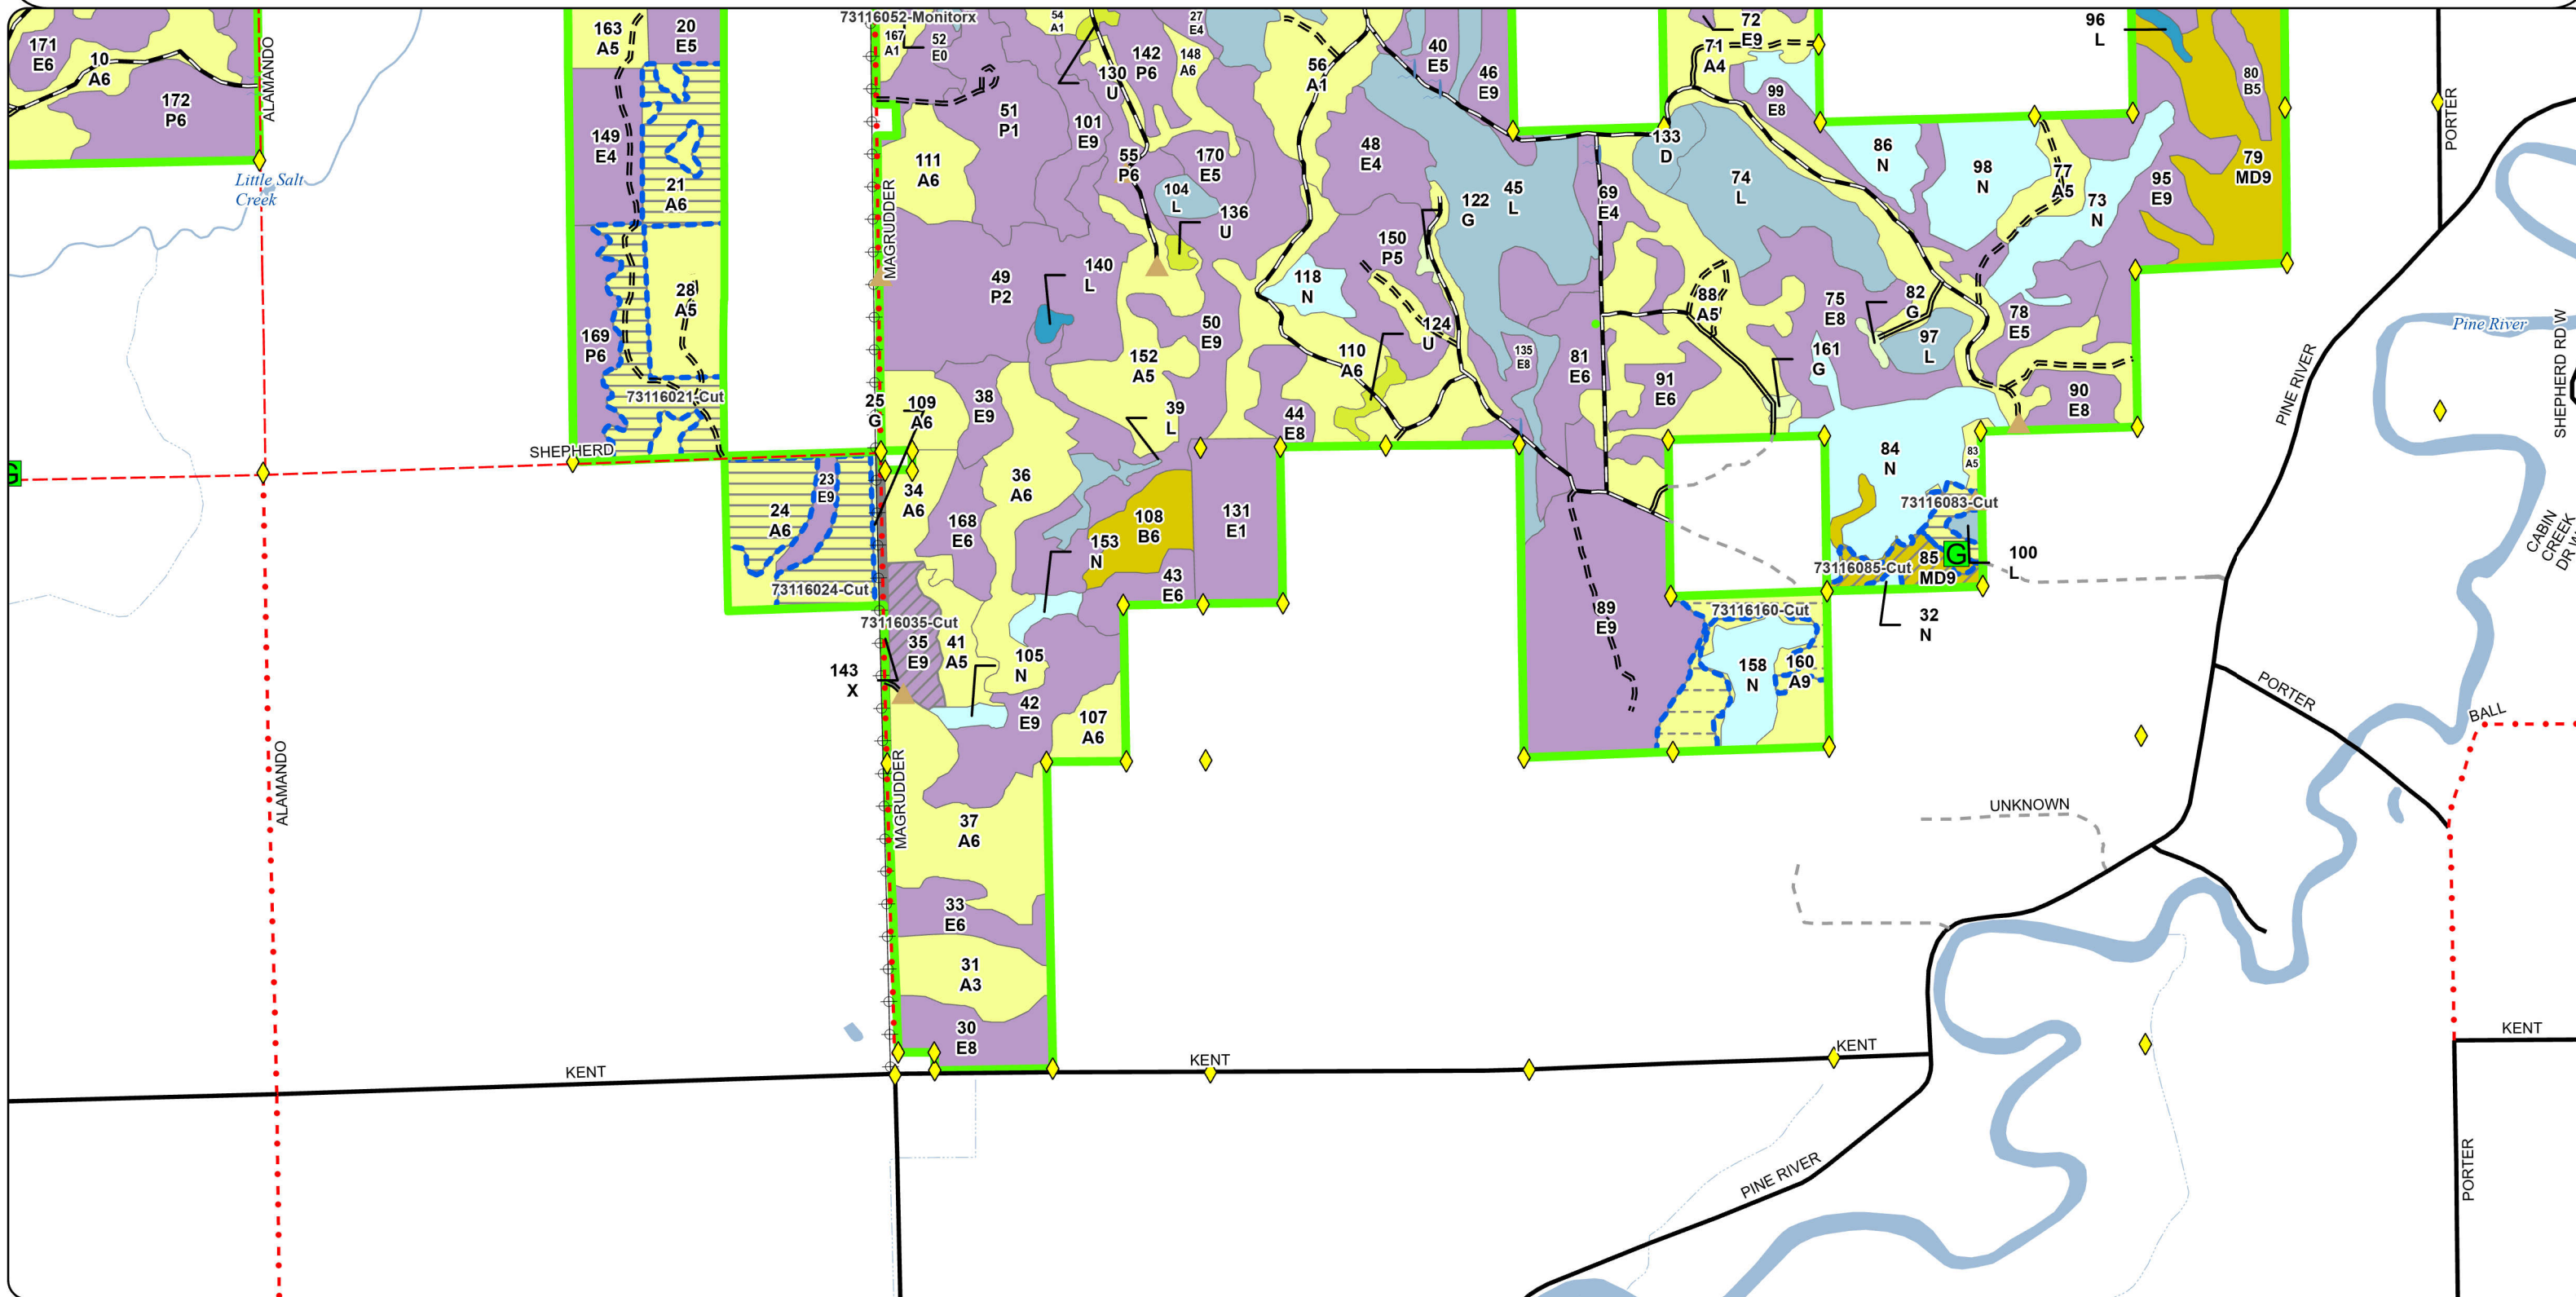 73116052-Monitorx
171
E6
10
A6
172
P6
ALAMANDO
Little Salt
Creek
163
A5
20
E5
149
E4
21
A6
28
A5
169
P6
73116021-Cut
SHEPHERD
G
167
A1
52
E0
54
A1
27
E4
142
P6
148
A6
130
U
51
P1
101
E9
111
A6
55
P6
170
E5
104
L
136
U
MAGRUDDER
49
P2
140
L
50
E9
152
A5
38
E9
39
L
25
G
109
A6
56
A1
40
E5
46
E9
48
E4
122
G
45
L
150
P5
118
N
124
U
110
A6
44
E8
135
E8
81
E6
69
E4
133
D
72
E9
71
A4
99
E8
74
L
88
A5
91
E6
75
E8
82
G
97
L
161
G
86
N
98
N
77
A5
73
N
78
E5
90
E8
96
L
80
B5
79
MD9
95
E9
PORTER
PINE RIVER
Pine River
SHEPHERD RD W
CABIN
CREEK
DR W
23
E9
24
A6
73116024-Cut
34
A6
36
A6
168
E6
108
B6
153
N
131
E1
43
E6
73116035-Cut
35
E9
41
A5
105
N
143
X
42
E9
107
A6
MAGRUDDER
37
A6
33
E6
31
A3
30
E8
84
N
83
A5
73116083-Cut
G
85
MD9
73116085-Cut
100
L
32
N
89
E9
73116160-Cut
158
N
160
A9
ALAMANDO
PORTER
BALL
UNKNOWN
KENT
KENT
KENT
KENT
PINE RIVER
PORTER